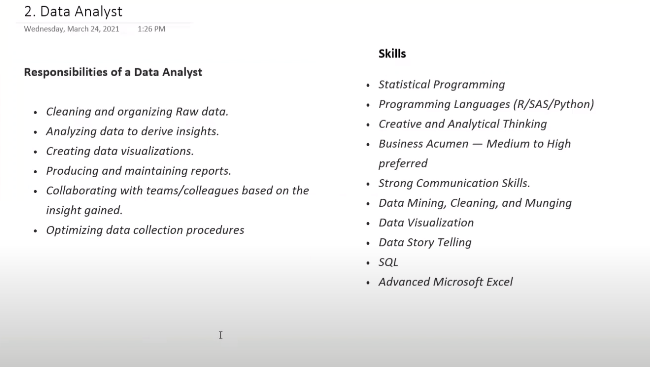 2. Data Analyst
Wednesday, March 24, 2021 1:26 PM
Responsibilities of a Data Analyst
• Cleaning and organizing Raw data.
• Analyzing data to derive insights.
• Creating data visualizations.
• Producing and maintaining reports.
• Collaborating with teams/colleagues based on the
insight gained.
• Optimizing data collection procedures
Skills
• Statistical Programming
• Programming Languages (R/SAS/Python)
• Creative and Analytical Thinking
• Business Acumen — Medium to High
preferred
• Strong Communication Skills.
• Data Mining, Cleaning, and Munging
• Data Visualization
• Data Story Telling
• SQL
• Advanced Microsoft Excel